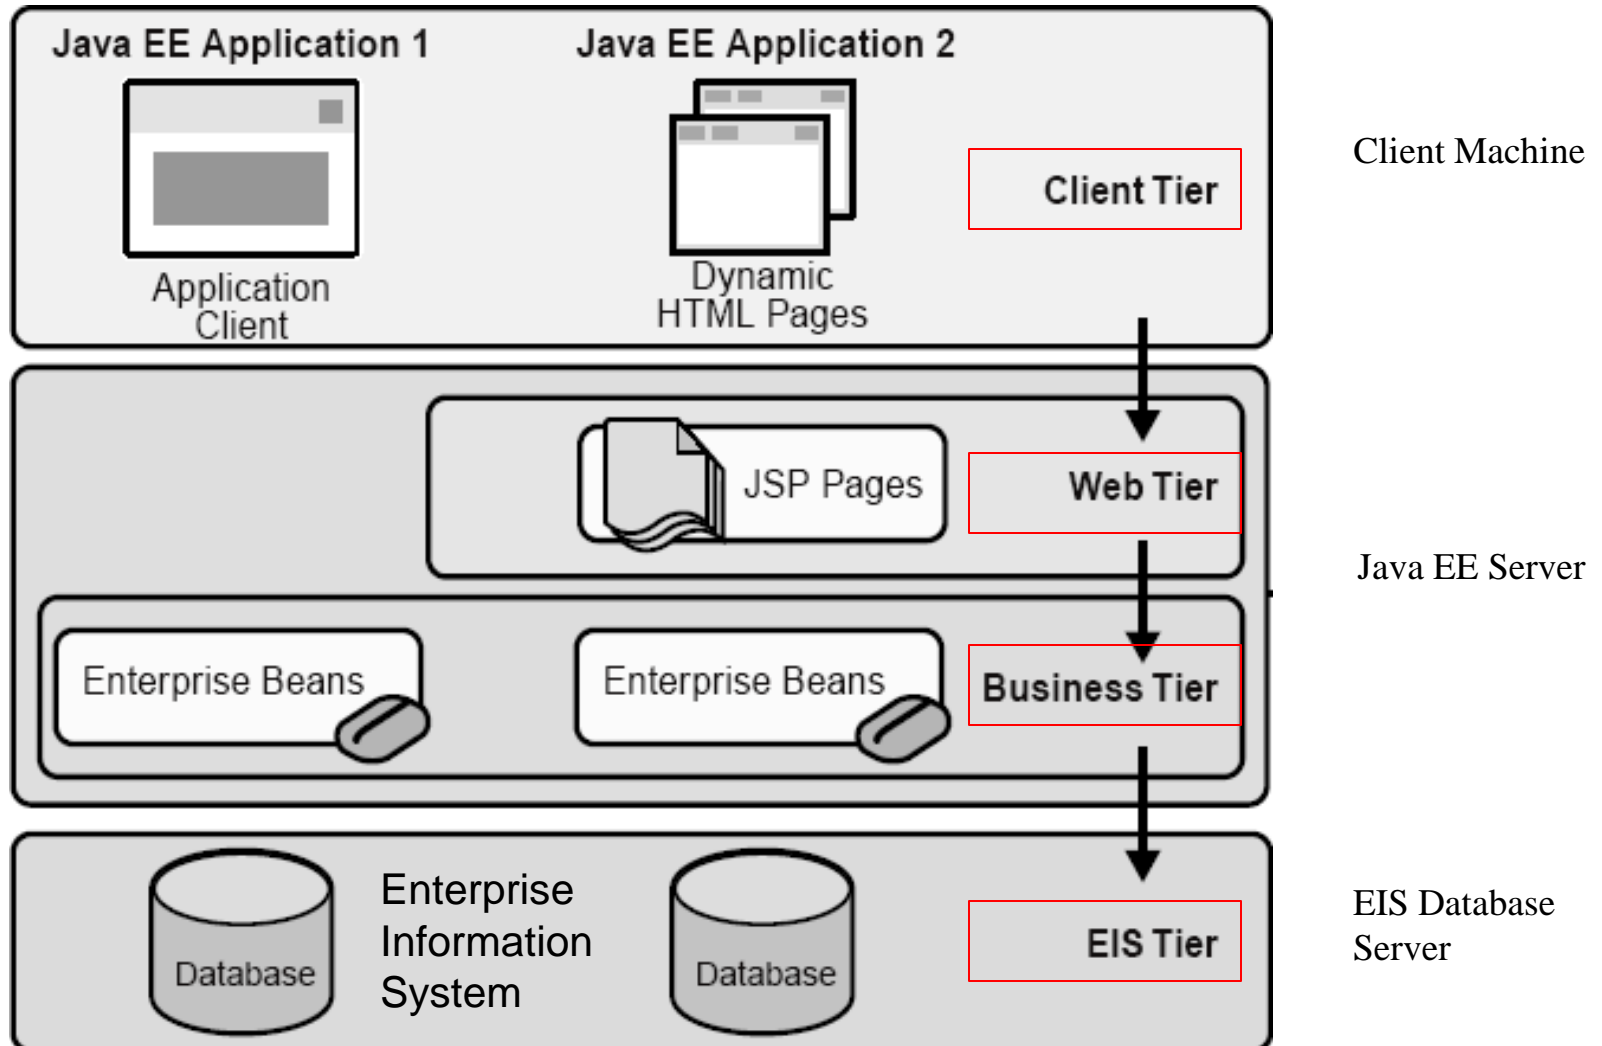 Java EE Application 1
Java EE Application 2
Client Machine
Client Tier
Application
Client
Dynamic
HTML Pages
JSP Pages
Web Tier
Java EE Server
Enterprise Beans
Enterprise Beans
Business Tier
Database
Enterprise
Information
System
Database
EIS Tier
EIS Database
Server